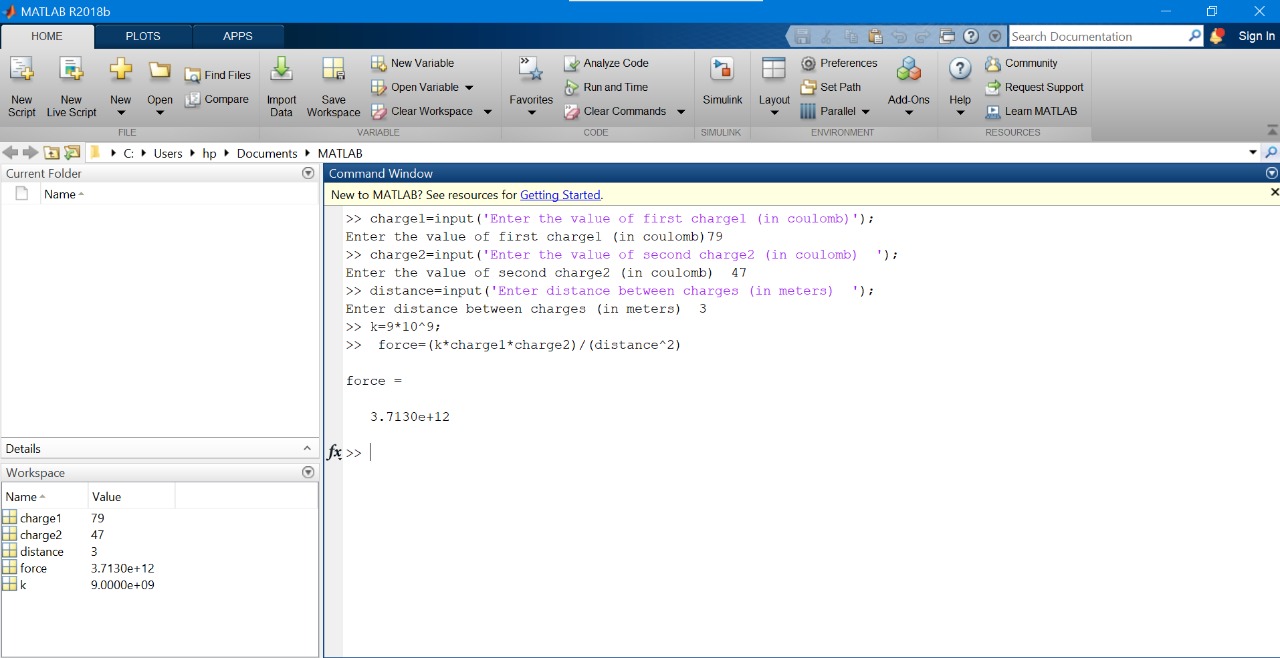 MATLAB R2018b
HOME PLOTS APPS
Search Documentation
Sign In
New Script
New Live Script
New
Open
Find Files
Compare
FILE
Import Data
Save Workspace
New Variable
Open Variable
Clear Workspace
VARIABLE
Favorites
Analyze Code
Run and Time
Clear Commands
CODE
Simulink
SIMULINK
Layout
Preferences
Set Path
Parallel
Add-Ons
ENVIRONMENT
Help
Community
Request Support
Learn MATLAB
RESOURCES
C: Users hp Documents MATLAB
Current Folder
Name
Details
Workspace
Name Value
charge1 79
charge2 47
distance 3
force 3.7130e+12
k 9.0000e+09
Command Window
New to MATLAB? See resources for Getting Started.
>> charge1=input('Enter the value of first charge1 (in coulomb)');
Enter the value of first charge1 (in coulomb)79
>> charge2=input('Enter the value of second charge2 (in coulomb)  ');
Enter the value of second charge2 (in coulomb)  47
>> distance=input('Enter distance between charges (in meters)  ');
Enter distance between charges (in meters)  3
>> k=9*10^9;
>>  force=(k*charge1*charge2)/(distance^2)
force =
3.7130e+12
fx >>